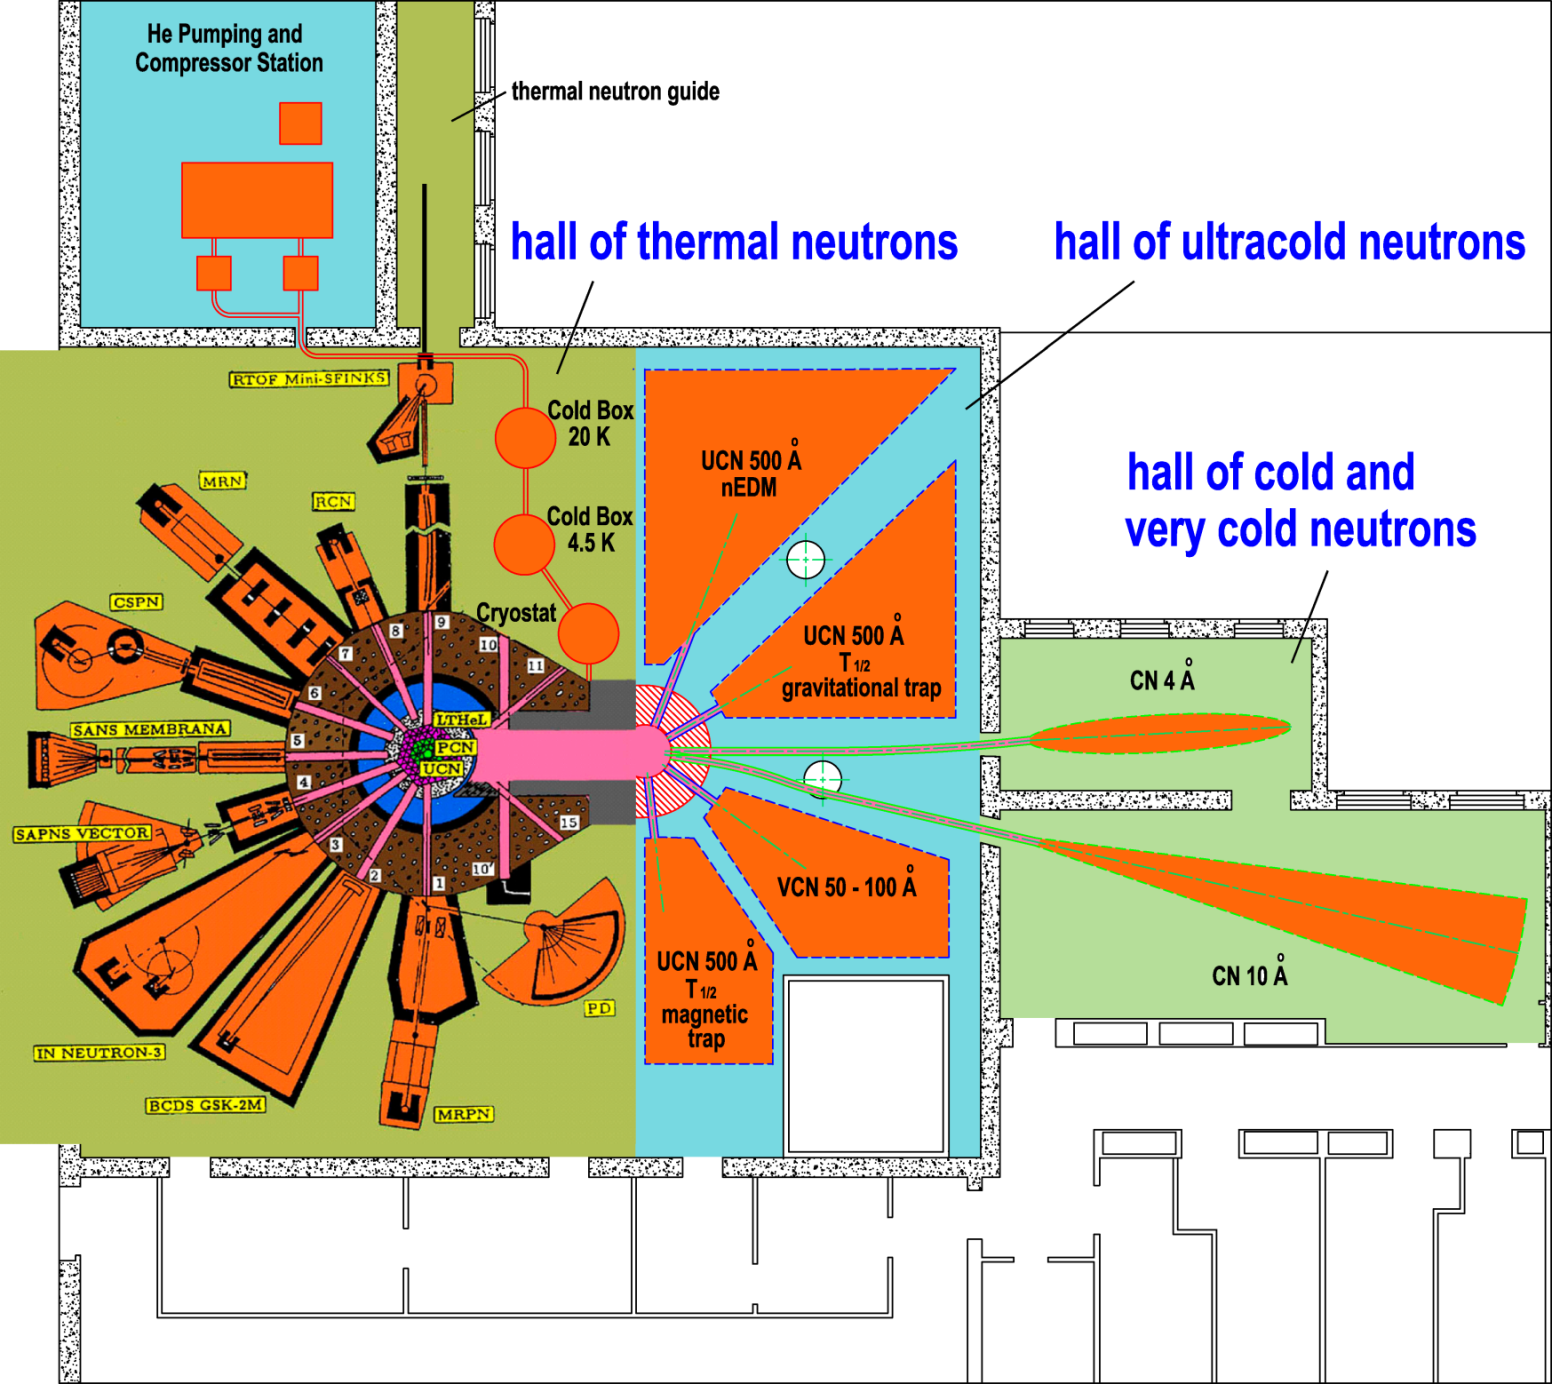 He Pumping and
Compressor Station
thermal neutron guide
hall of thermal neutrons
hall of ultracold neutrons
RTOF Mini-SFINKS
Cold Box
20 K
UCN 500 Å
nEDM
hall of cold and
very cold neutrons
MRN
RCN
Cold Box
4.5 K
CSPN
Cryostat
UCN 500 Å
T 1/2
gravitational trap
CN 4 Å
9
8
10
7
11
6
5
4
3
2
1
10'
15
SANS MEMBRANA
LTHeL
PCN
UCN
SAPNS VECTOR
VCN 50 - 100 Å
UCN 500 Å
T 1/2
magnetic
trap
CN 10 Å
PD
IN NEUTRON-3
BCDS GSK-2M
MRPN